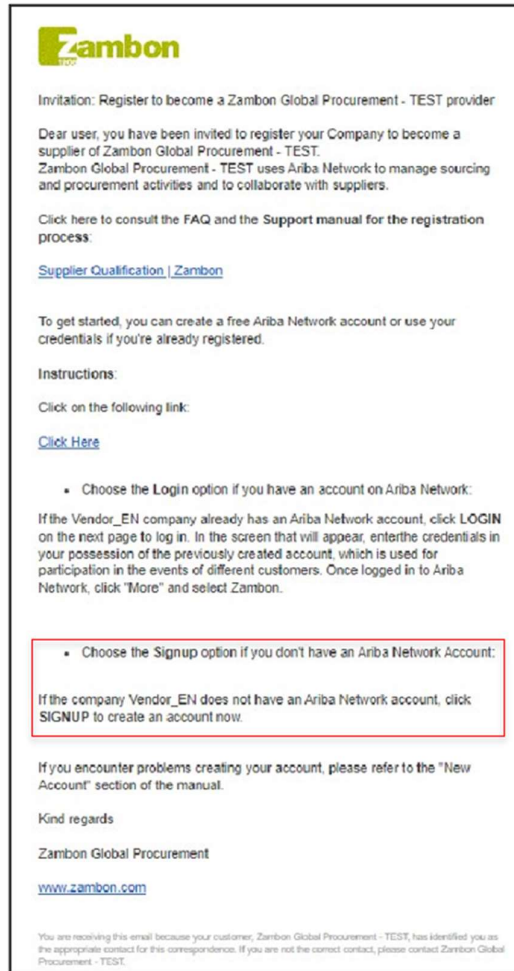 Zambon
1906
Invitation: Register to become a Zambon Global Procurement - TEST provider
Dear user, you have been invited to register your Company to become a
supplier of Zambon Global Procurement - TEST.
Zambon Global Procurement - TEST uses Ariba Network to manage sourcing
and procurement activities and to collaborate with suppliers.
Click here to consult the FAQ and the Support manual for the registration
process:
Supplier Qualification | Zambon
To get started, you can create a free Ariba Network account or use your
credentials if you're already registered.
Instructions:
Click on the following link:
Click Here
• Choose the Login option if you have an account on Ariba Network:
If the Vendor_EN company already has an Ariba Network account, click LOGIN
on the next page to log in. In the screen that will appear, enterthe credentials in
your possession of the previously created account, which is used for
participation in the events of different customers. Once logged in to Ariba
Network, click "More" and select Zambon.
• Choose the Signup option if you don't have an Ariba Network Account:
If the company Vendor_EN does not have an Ariba Network account, click
SIGNUP to create an account now.
If you encounter problems creating your account, please refer to the "New
Account" section of the manual.
Kind regards
Zambon Global Procurement
www.zambon.com
You are receiving this email because your customer, Zambon Global Procurement - TEST, has identified you as
the appropriate contact for this correspondence. If you are not the correct contact, please contact Zambon Global
Procurement - TEST.